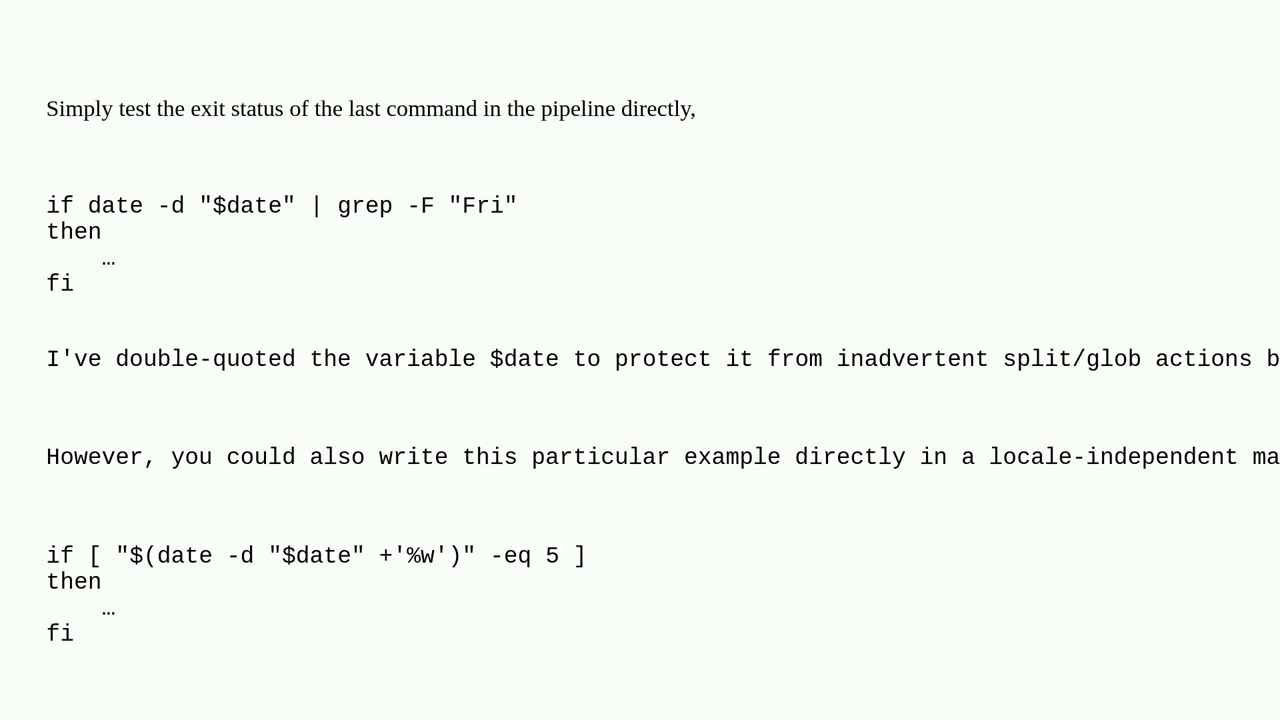 Simply test the exit status of the last command in the pipeline directly,
if date -d "$date" | grep -F "Fri"
then
    …
fi
I've double-quoted the variable $date to protect it from inadvertent split/glob actions
However, you could also write this particular example directly in a locale-independent
if [ "$(date -d "$date" +'%w')" -eq 5 ]
then
    …
fi